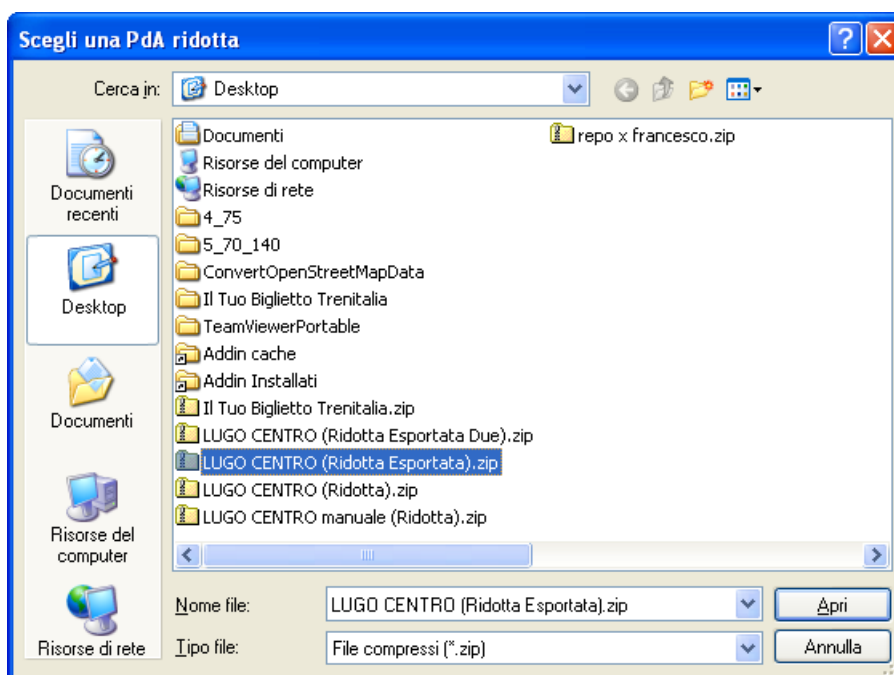 Scegli una PdA ridotta
Cerca in:
Desktop
Documenti
recenti
Desktop
Documenti
Risorse del
computer
Risorse di rete
Documenti
Risorse del computer
Risorse di rete
4_75
5_70_140
ConvertOpenStreetMapData
Il Tuo Biglietto Trenitalia
TeamViewerPortable
Addin cache
Addin Installati
Il Tuo Biglietto Trenitalia.zip
LUGO CENTRO (Ridotta Esportata Due).zip
LUGO CENTRO (Ridotta Esportata).zip
LUGO CENTRO (Ridotta).zip
LUGO CENTRO manuale (Ridotta).zip
repo x francesco.zip
Nome file:
LUGO CENTRO (Ridotta Esportata).zip
Apri
Tipo file:
File compressi (*.zip)
Annulla